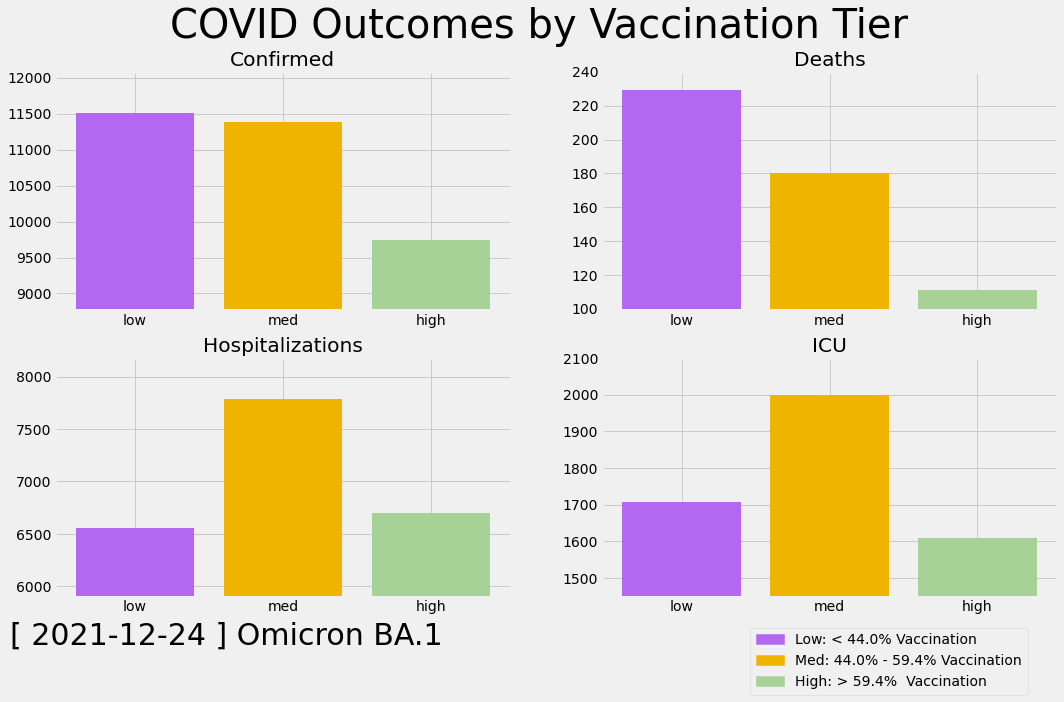 COVID Outcomes by Vaccination Tier
Confirmed
12000
11500
11000
10500
10000
9500
9000
low med high
Deaths
240
220
200
180
160
140
120
100
low med high
Hospitalizations
8000
7500
7000
6500
6000
low med high
ICU
2100
2000
1900
1800
1700
1600
1500
low med high
[ 2021-12-24 ] Omicron BA.1
Low: < 44.0% Vaccination
Med: 44.0% - 59.4% Vaccination
High: > 59.4%  Vaccination